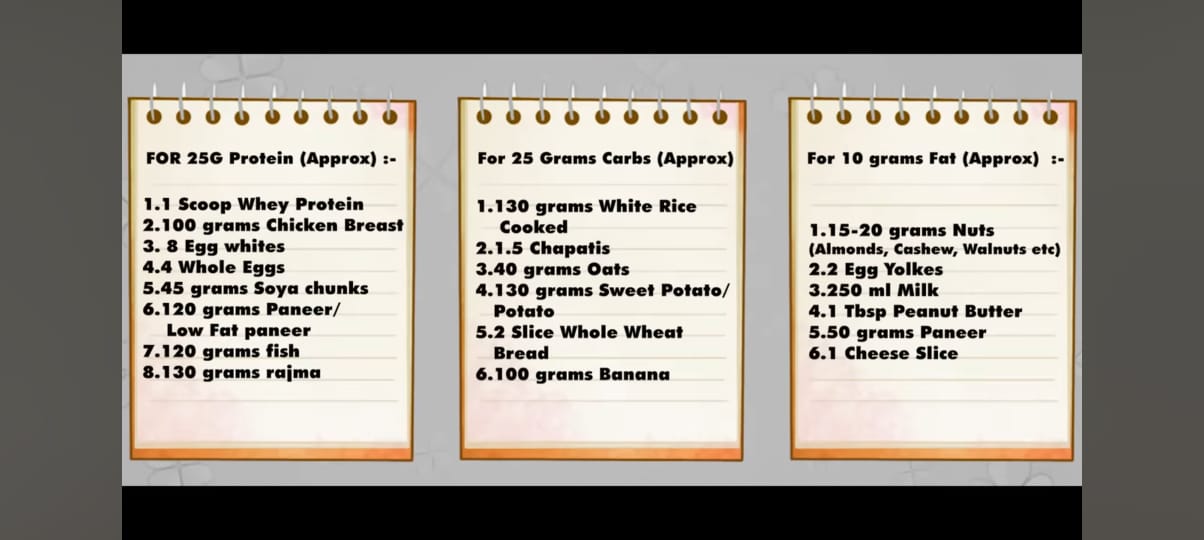 FOR 25G Protein (Approx) :-
1.1 Scoop Whey Protein
2.100 grams Chicken Breast
3. 8 Egg whites
4.4 Whole Eggs
5.45 grams Soya chunks
6.120 grams Paneer/
Low Fat paneer
7.120 grams fish
8.130 grams rajma
For 25 Grams Carbs (Approx)
1.130 grams White Rice
Cooked
2.1.5 Chapatis
3.40 grams Oats
4.130 grams Sweet Potato/
Potato
5.2 Slice Whole Wheat
Bread
6.100 grams Banana
For 10 grams Fat (Approx) :-
1.15-20 grams Nuts
(Almonds, Cashew, Walnuts etc)
2.2 Egg Yolkes
3.250 ml Milk
4.1 Tbsp Peanut Butter
5.50 grams Paneer
6.1 Cheese Slice